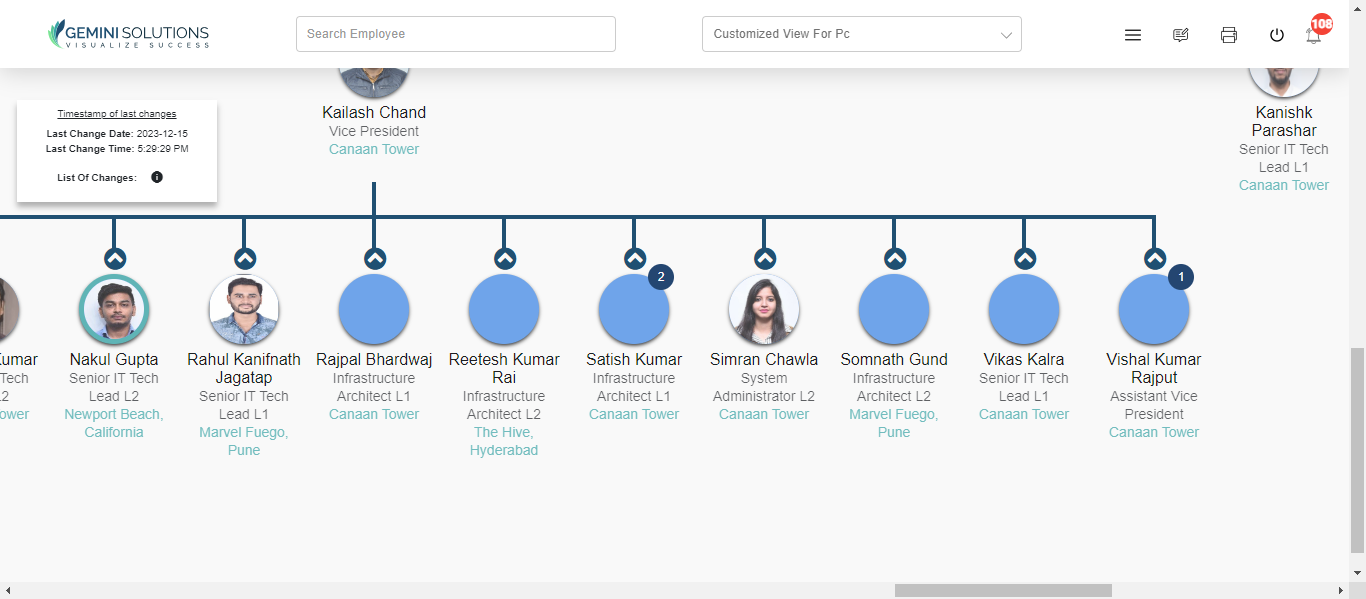 GEMINI SOLUTIONS
VISUALIZE SUCCESS
Search Employee
Customized View For Pc
108
Timestamp of last changes
Last Change Date: 2023-12-15
Last Change Time: 5:29:29 PM
List Of Changes:
Kailash Chand
Vice President
Canaan Tower
Kanishk
Parashar
Senior IT Tech
Lead L1
Canaan Tower
Nakul Gupta
Senior IT Tech
Lead L2
Newport Beach,
California
Rahul Kanifnath
Jagatap
Senior IT Tech
Lead L1
Marvel Fuego,
Pune
Rajpal Bhardwaj
Infrastructure
Architect L1
Canaan Tower
Reetesh Kumar
Rai
Infrastructure
Architect L2
The Hive,
Hyderabad
2
Satish Kumar
Infrastructure
Architect L1
Canaan Tower
Simran Chawla
System
Administrator L2
Canaan Tower
Somnath Gund
Infrastructure
Architect L2
Marvel Fuego,
Pune
Vikas Kalra
Senior IT Tech
Lead L1
Canaan Tower
1
Vishal Kumar
Rajput
Assistant Vice
President
Canaan Tower